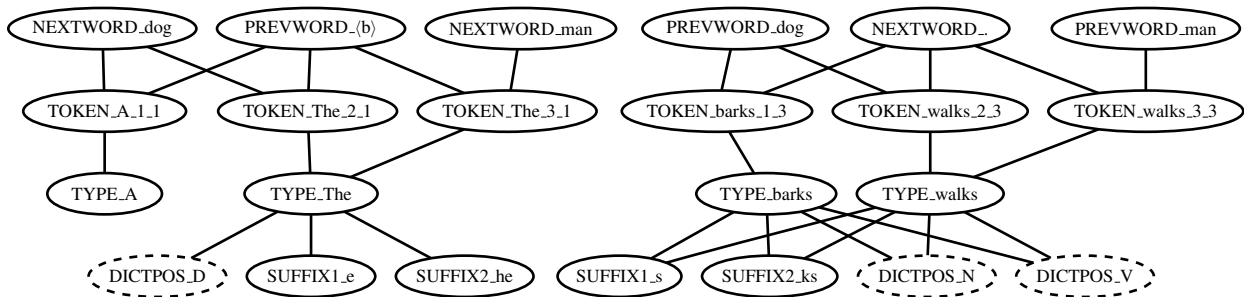 NEXTWORD_dog PREVWORD_⟨b⟩ NEXTWORD_man PREVWORD_dog NEXTWORD_. PREVWORD_man
TOKEN_A_1_1 TOKEN_The_2_1 TOKEN_The_3_1 TOKEN_barks_1_3 TOKEN_walks_2_3 TOKEN_walks_3_3
TYPE_A TYPE_The TYPE_barks TYPE_walks
DICTPOS_D SUFFIX1_e SUFFIX2_he SUFFIX1_s SUFFIX2_ks DICTPOS_N DICTPOS_V